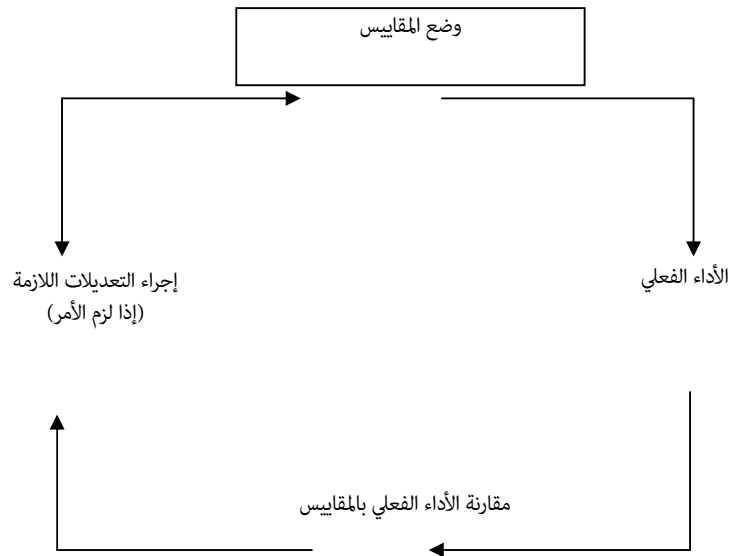 وضع المقاييس
الأداء الفعلي
إجراء التعديلات اللازمة
(إذا لزم الأمر)
مقارنة الأداء الفعلي بالمقاييس